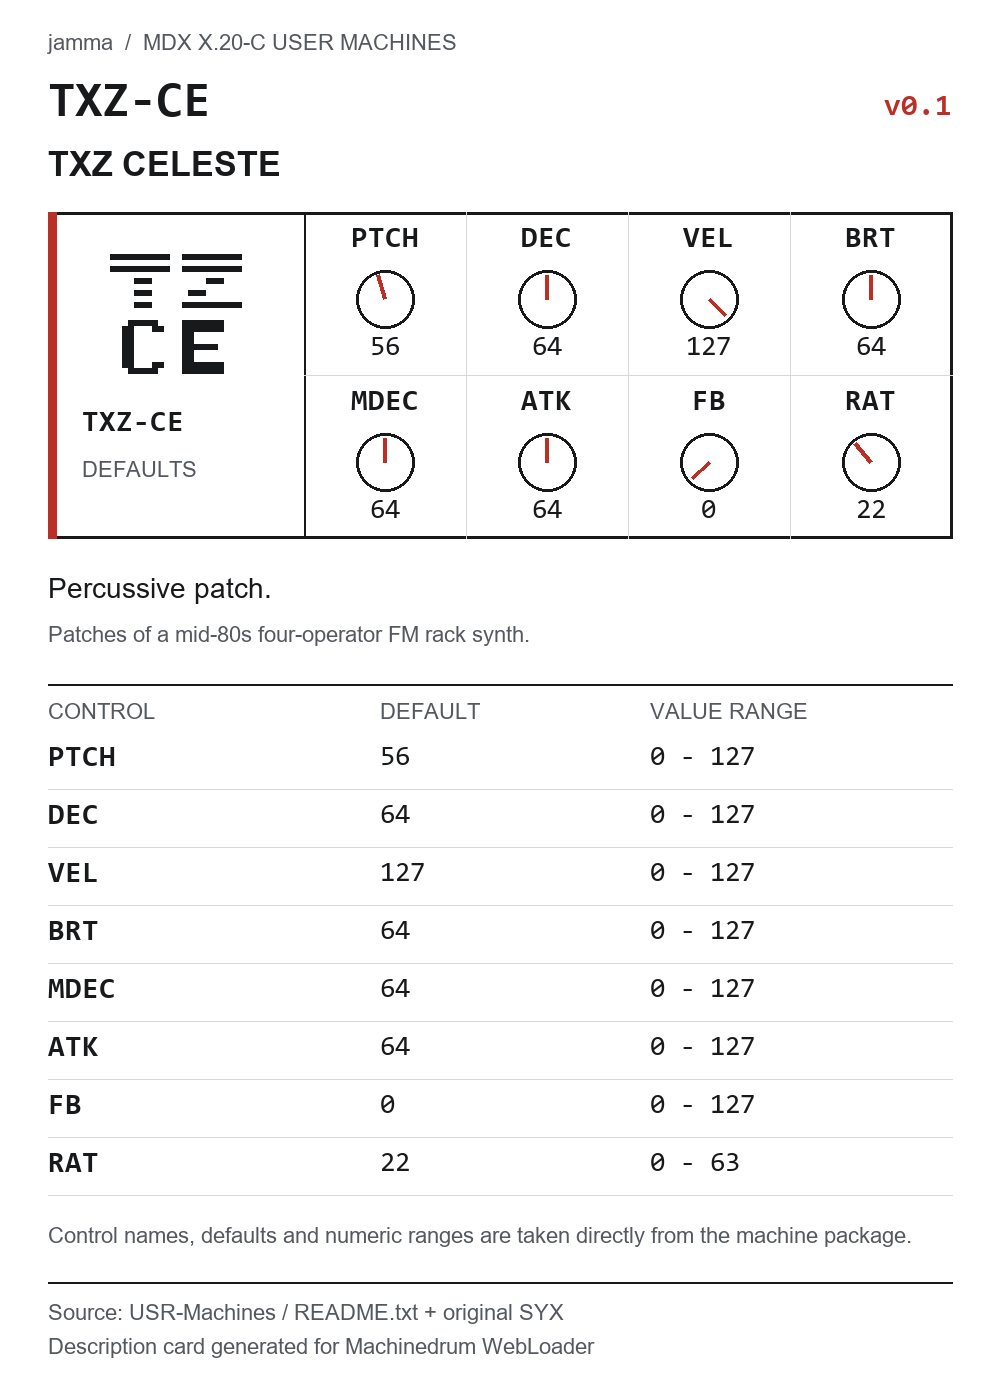 jamma / MDX X.20-C USER MACHINES
TXZ-CE
v0.1
TXZ CELESTE
TZ
CE
TXZ-CE
DEFAULTS
PTCH DEC VEL BRT
56 64 127 64
MDEC ATK FB RAT
64 64 0 22
Percussive patch.
Patches of a mid-80s four-operator FM rack synth.
CONTROL DEFAULT VALUE RANGE
PTCH 56 0 - 127
DEC 64 0 - 127
VEL 127 0 - 127
BRT 64 0 - 127
MDEC 64 0 - 127
ATK 64 0 - 127
FB 0 0 - 127
RAT 22 0 - 63
Control names, defaults and numeric ranges are taken directly from the machine package.
Source: USR-Machines / README.txt + original SYX
Description card generated for Machinedrum WebLoader